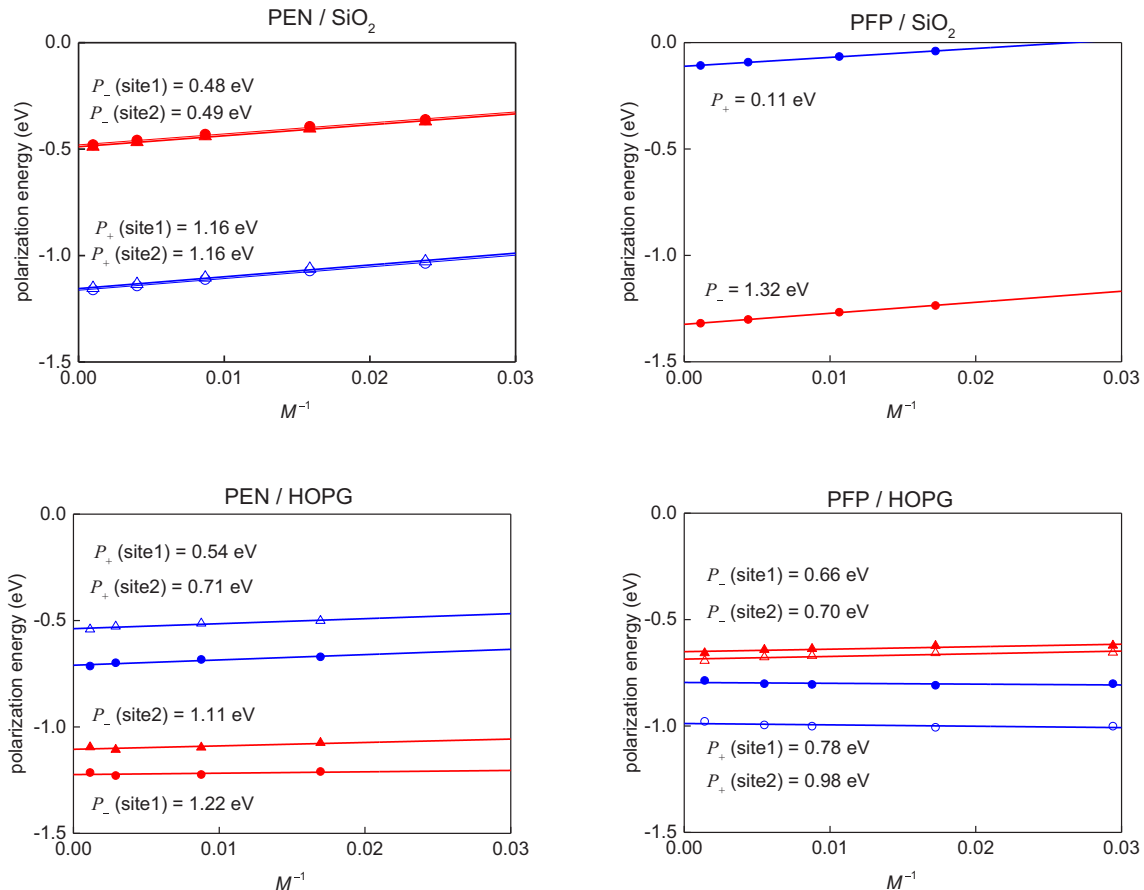 PEN / SiO₂
0.0
-0.5
-1.0
-1.5
polarization energy (eV)
P₋ (site1) = 0.48 eV
P₋ (site2) = 0.49 eV
P₊ (site1) = 1.16 eV
P₊ (site2) = 1.16 eV
0.00 0.01 0.02 0.03
M⁻¹
PFP / SiO₂
0.0
-0.5
-1.0
-1.5
polarization energy (eV)
P₊ = 0.11 eV
P₋ = 1.32 eV
0.00 0.01 0.02 0.03
M⁻¹
PEN / HOPG
0.0
-0.5
-1.0
-1.5
polarization energy (eV)
P₊ (site1) = 0.54 eV
P₊ (site2) = 0.71 eV
P₋ (site2) = 1.11 eV
P₋ (site1) = 1.22 eV
0.00 0.01 0.02 0.03
M⁻¹
PFP / HOPG
0.0
-0.5
-1.0
-1.5
polarization energy (eV)
P₋ (site1) = 0.66 eV
P₋ (site2) = 0.70 eV
P₊ (site1) = 0.78 eV
P₊ (site2) = 0.98 eV
0.00 0.01 0.02 0.03
M⁻¹